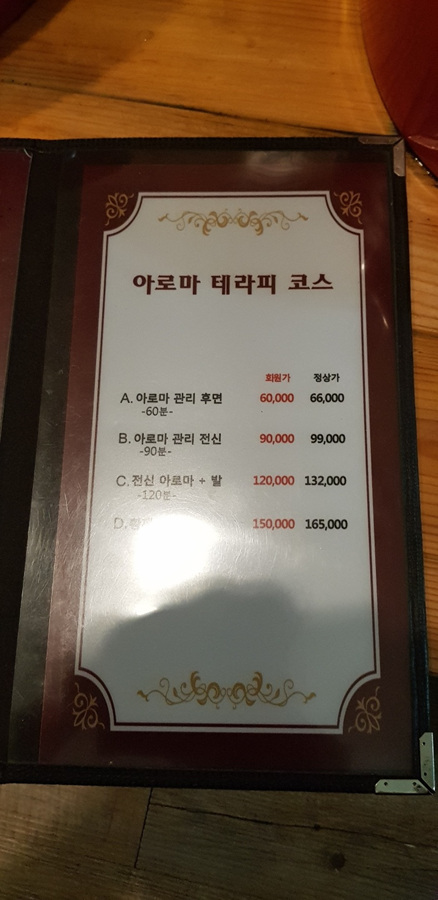 아로마 테라피 코스
회원가 정상가
A. 아로마 관리 후면 60,000 66,000
-60분-
B. 아로마 관리 전신 90,000 99,000
-90분-
C. 전신 아로마 + 발 120,000 132,000
-120분-
D. 150,000 165,000